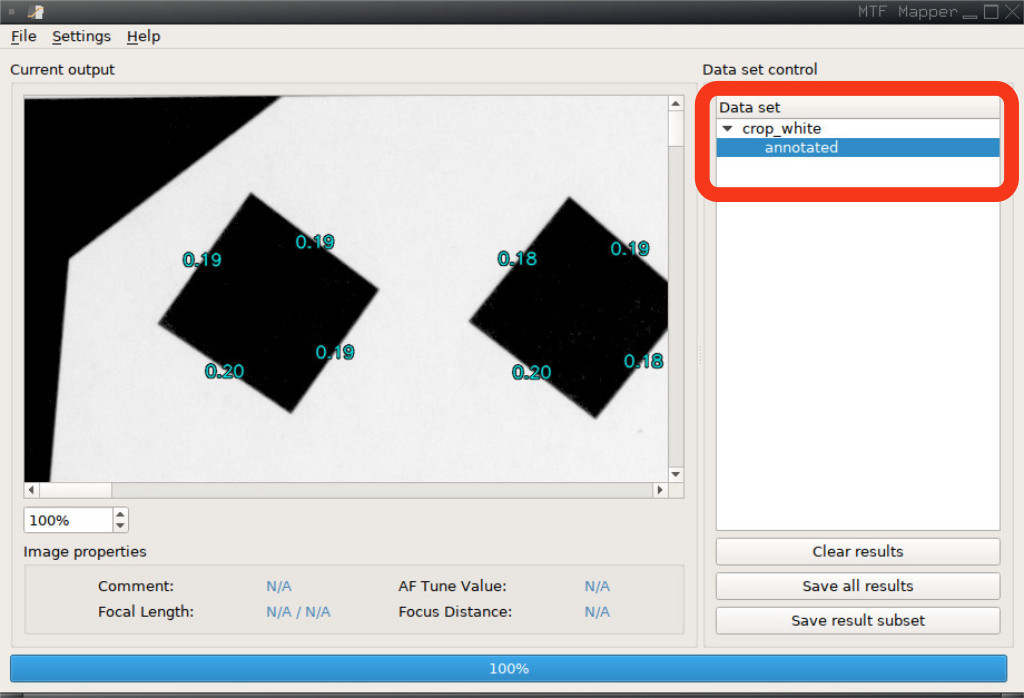 MTF Mapper
File Settings Help
Current output
Data set control
Data set
crop_white
annotated
0.19
0.19
0.19
0.20
0.18
0.19
0.18
0.20
100%
Image properties
Comment: N/A AF Tune Value: N/A
Focal Length: N/A / N/A Focus Distance: N/A
Clear results
Save all results
Save result subset
100%